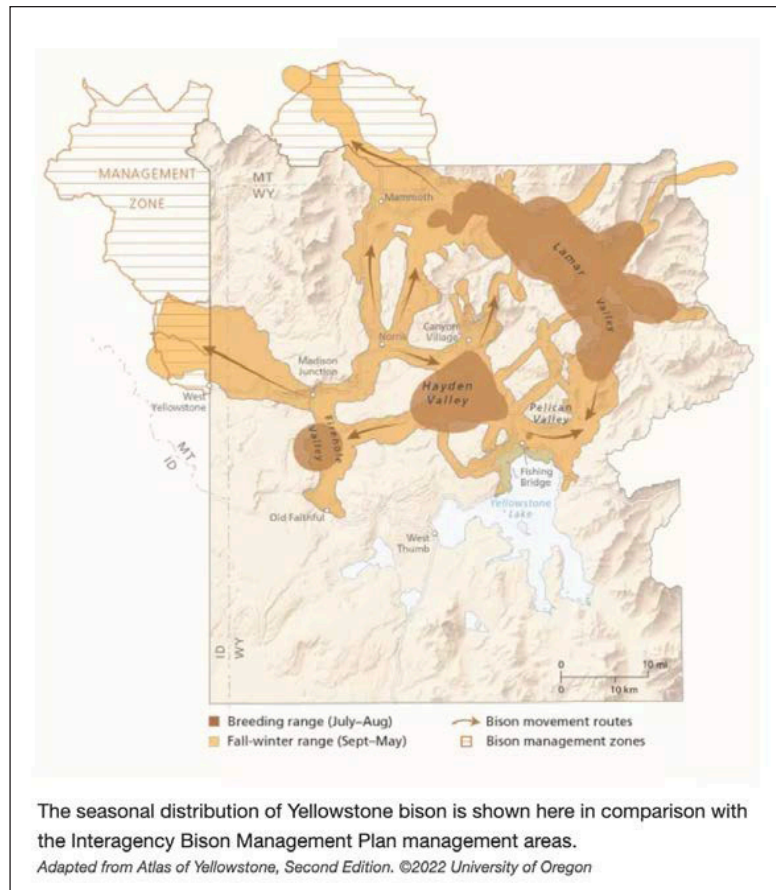 MANAGEMENT
ZONE
MT
WY
Mammoth
Lamar
Valley
Norris
Canyon
Village
Madison
Junction
Hayden
Valley
West
Yellowstone
Pelican
Valley
Firehole
Valley
MT
ID
Fishing
Bridge
Old Faithful
Yellowstone
Lake
West
Thumb
ID
WY
0 10 mi
0 10 km
Breeding range (July–Aug)
Bison movement routes
Fall-winter range (Sept–May)
Bison management zones
The seasonal distribution of Yellowstone bison is shown here in comparison with
the Interagency Bison Management Plan management areas.
Adapted from Atlas of Yellowstone, Second Edition. ©2022 University of Oregon